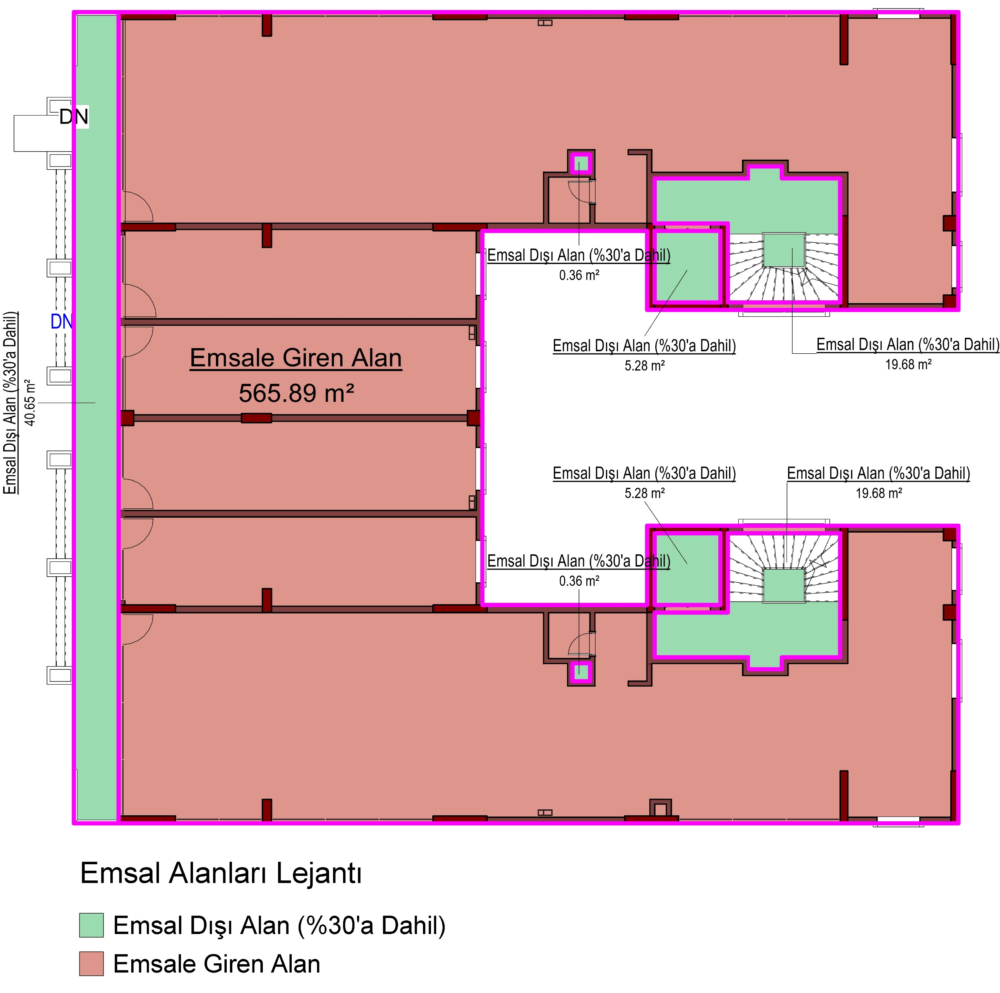 DN
Emsal Dışı Alan (%30'a Dahil)
0.36 m²
DN
Emsal Dışı Alan (%30'a Dahil)
40.65 m²
Emsale Giren Alan
565.89 m²
Emsal Dışı Alan (%30'a Dahil)
5.28 m²
Emsal Dışı Alan (%30'a Dahil)
19.68 m²
Emsal Dışı Alan (%30'a Dahil)
5.28 m²
Emsal Dışı Alan (%30'a Dahil)
19.68 m²
Emsal Dışı Alan (%30'a Dahil)
0.36 m²
Emsal Alanları Lejantı
Emsal Dışı Alan (%30'a Dahil)
Emsale Giren Alan